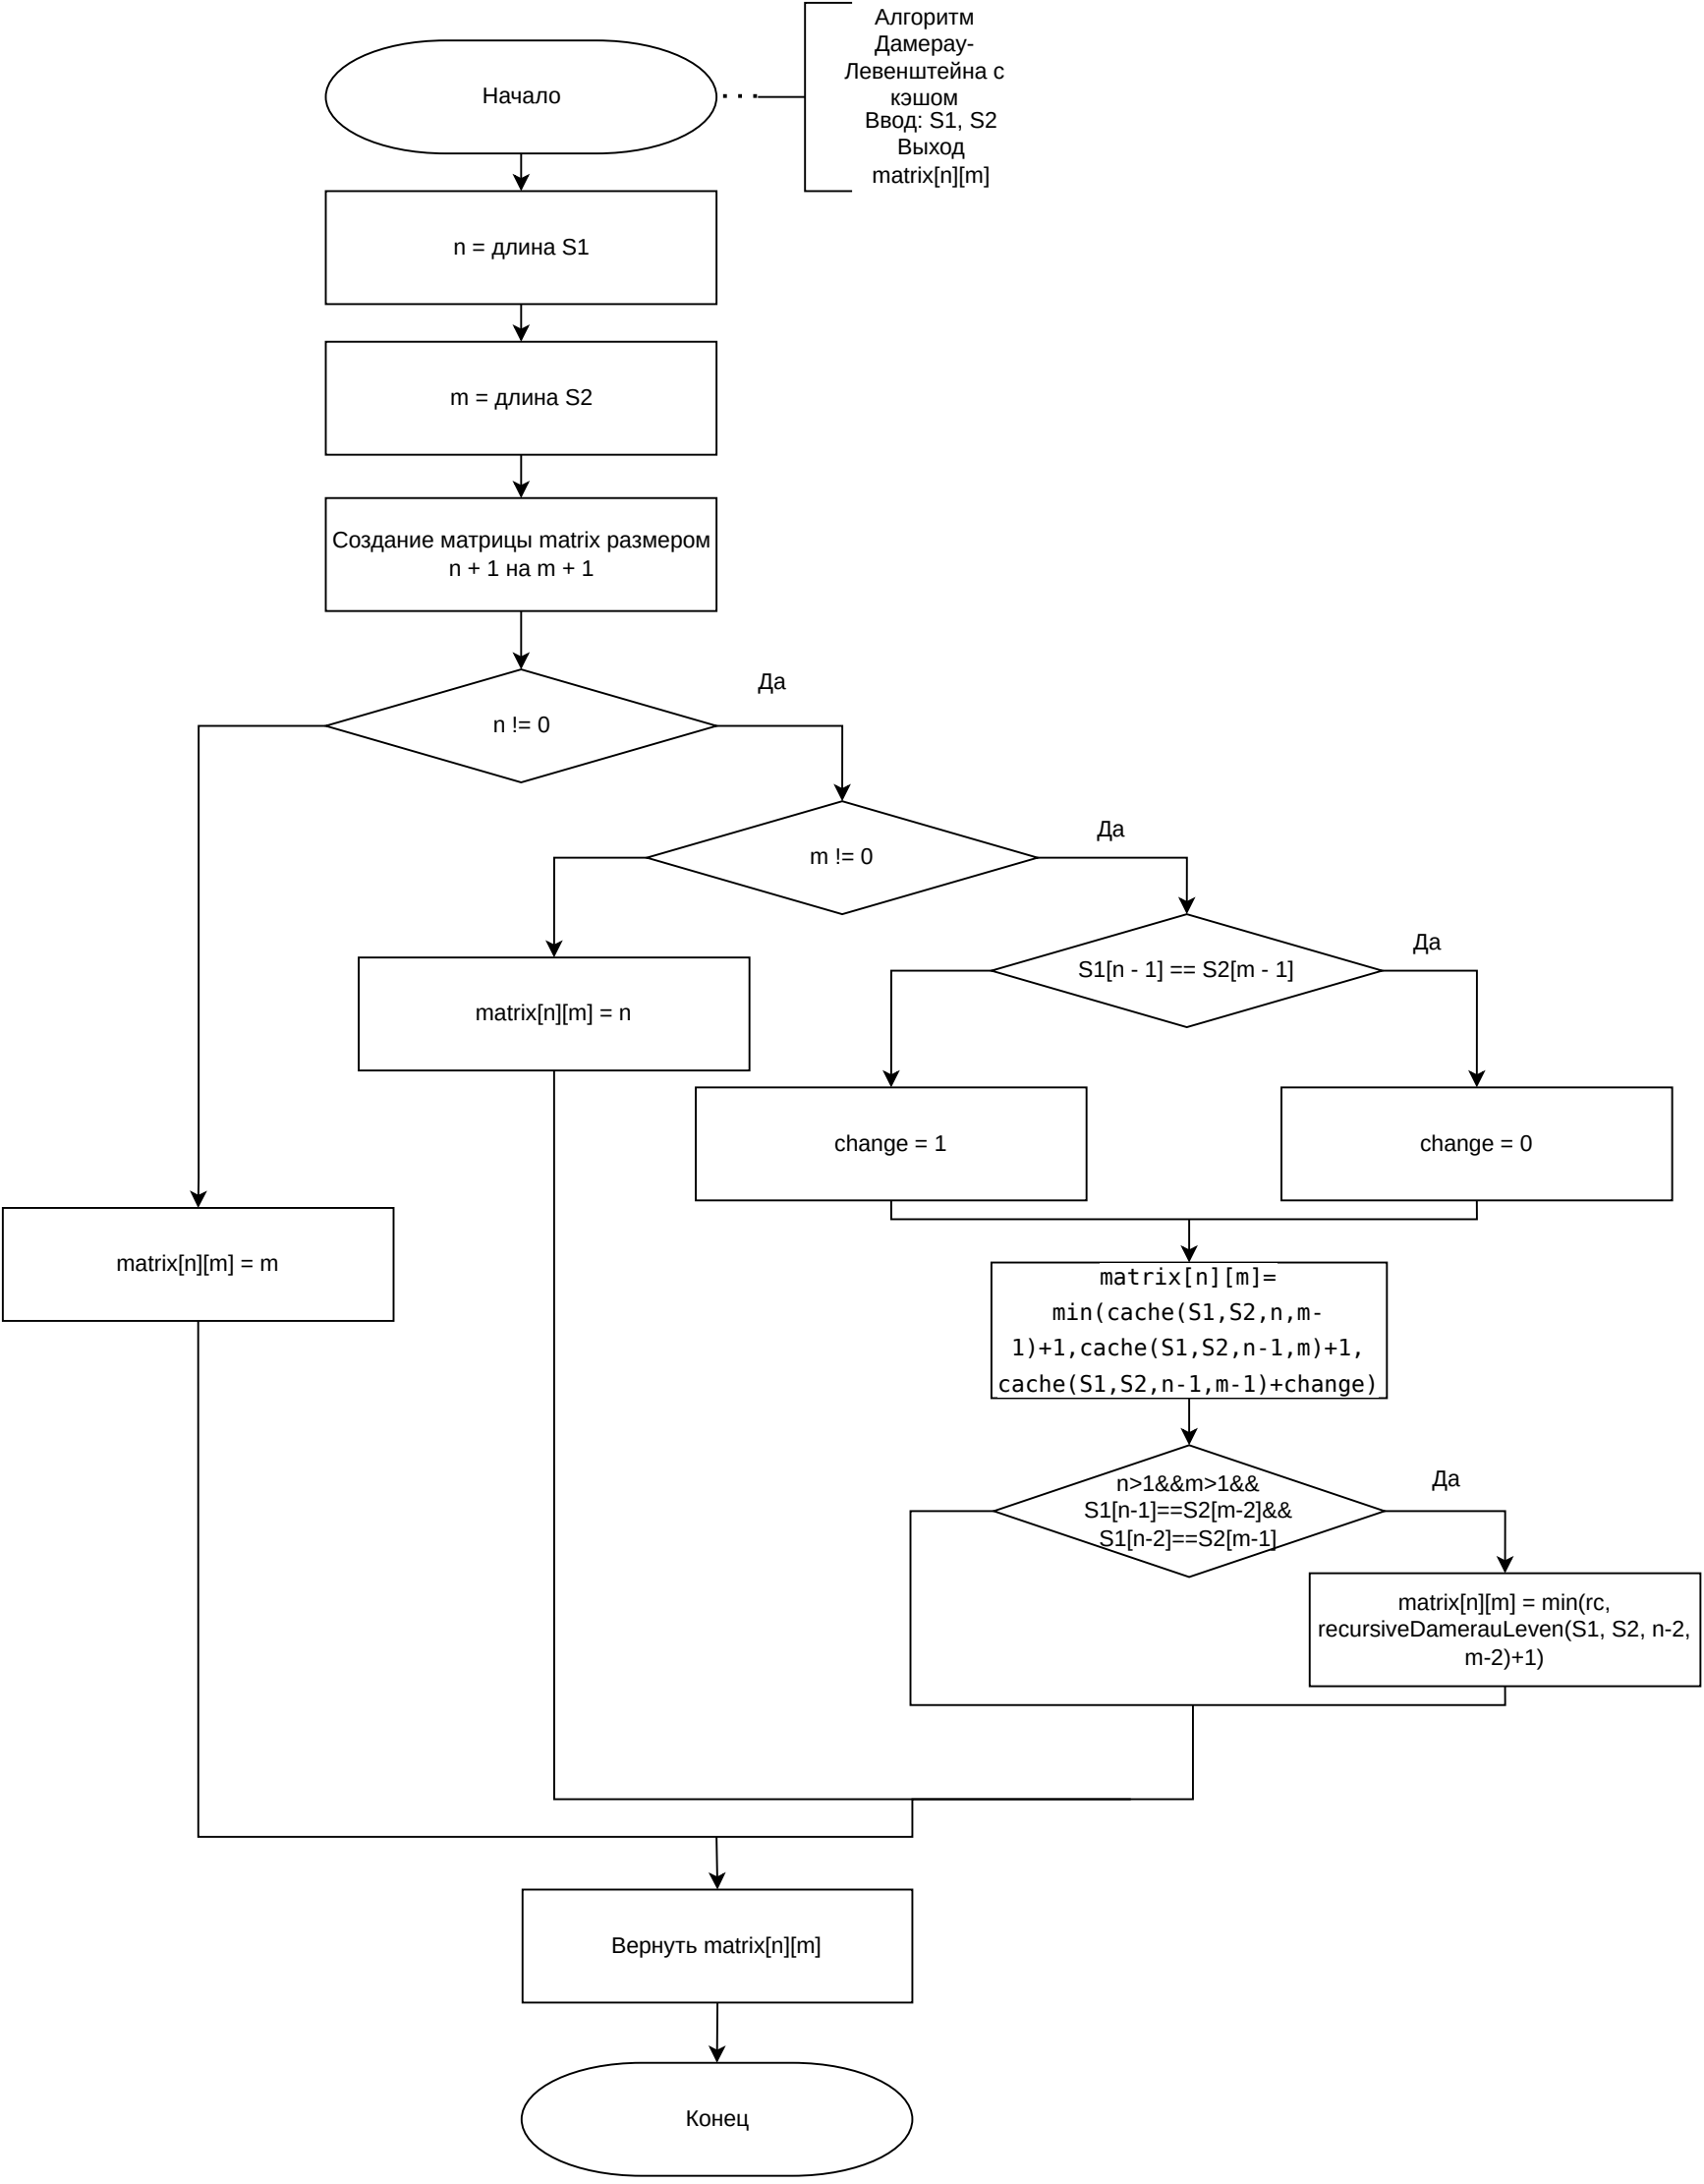 Алгоритм
Дамерау-
Левенштейна с
кэшом
Ввод: S1, S2
Выход
matrix[n][m]
Начало
n = длина S1
m = длина S2
Создание матрицы matrix размером
n + 1 на m + 1
Да
n != 0
Да
m != 0
Да
S1[n - 1] == S2[m - 1]
matrix[n][m] = n
change = 1
change = 0
matrix[n][m] = m
matrix[n][m]=
min(cache(S1,S2,n,m-
1)+1,cache(S1,S2,n-1,m)+1,
cache(S1,S2,n-1,m-1)+change)
Да
n>1&&m>1&&
S1[n-1]==S2[m-2]&&
S1[n-2]==S2[m-1]
matrix[n][m] = min(rc,
recursiveDamerauLeven(S1, S2, n-2,
m-2)+1)
Вернуть matrix[n][m]
Конец